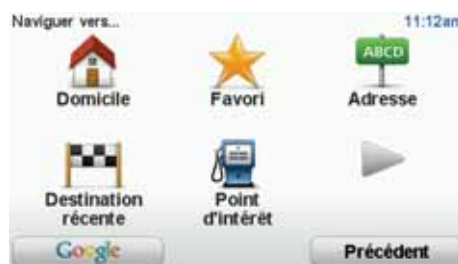 Naviguer vers...
11:12am
ABCD
Domicile
Favori
Adresse
Destination
récente
Point
d'intérêt
Google
Précédent